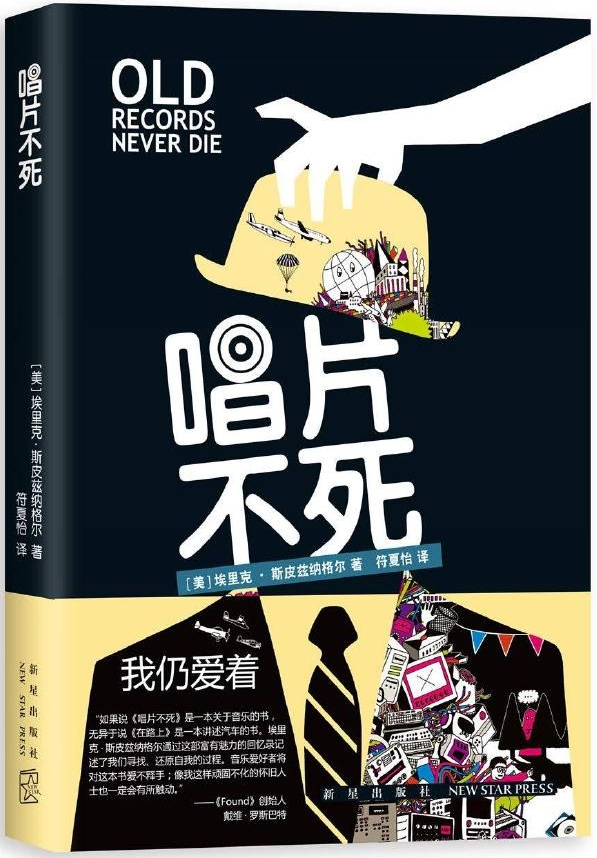 唱片不死
[美]埃里克·斯皮兹纳格尔 著
符夏怡 译
新星出版社
NEW STAR PRESS
NEW
STAR
OLD
RECORDS
NEVER DIE
唱片
不死
[美]埃里克·斯皮兹纳格尔 著 符夏怡 译
我仍爱着
“如果说《唱片不死》是一本关于音乐的书，
无异于说《在路上》是一本讲述汽车的书。埃里
克·斯皮兹纳格尔通过这部富有魅力的回忆录记
述了我们寻找、还原自我的过程。音乐爱好者将
对这本书爱不释手；像我这样顽固不化的怀旧人
士也一定会有所触动。”
——《Found》创始人
戴维·罗斯巴特
新星出版社 NEW STAR PRESS